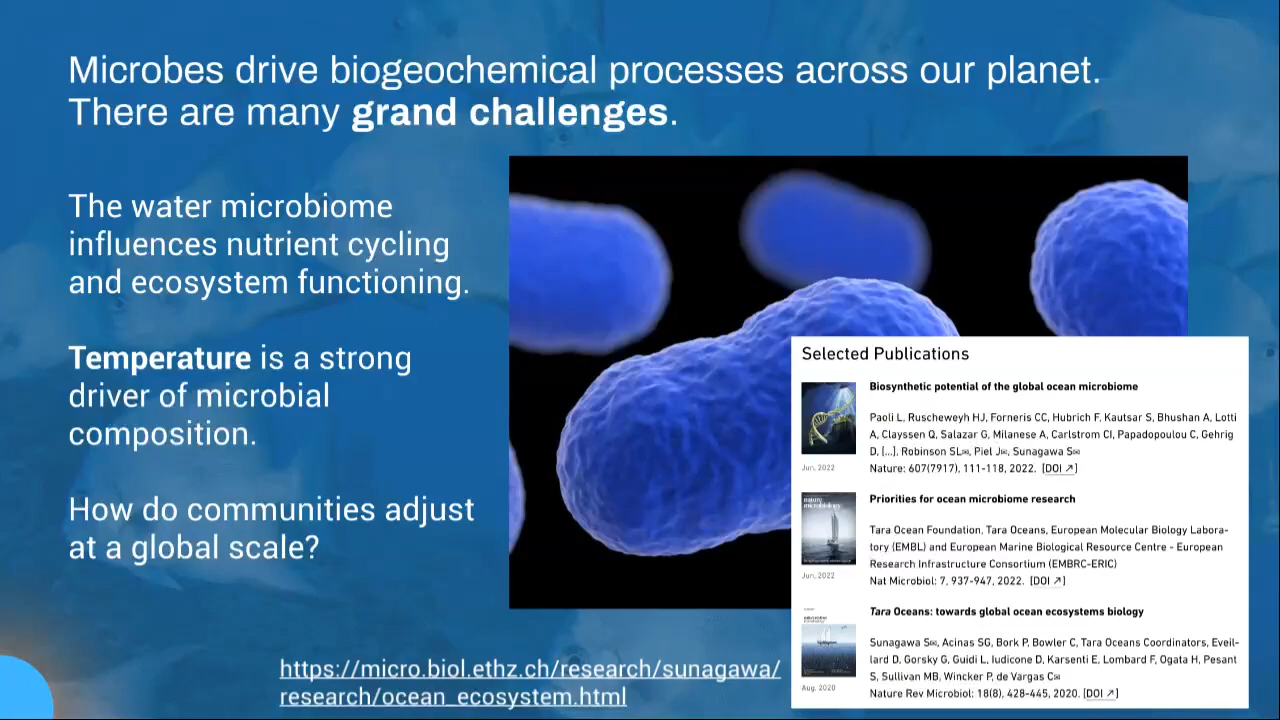 Microbes drive biogeochemical processes across our planet.
There are many grand challenges.
The water microbiome
influences nutrient cycling
and ecosystem functioning.
Temperature is a strong
driver of microbial
composition.
How do communities adjust
at a global scale?
https://micro.biol.ethz.ch/research/sunagawa/
research/ocean_ecosystem.html
Selected Publications
Biosynthetic potential of the global ocean microbiome
Paoli L, Ruscheweyh HJ, Forneris CC, Hubrich F, Kautsar S, Bhushan A, Lotti
A, Clayssen Q, Salazar G, Milanese A, Carlstrom CI, Papadopoulou C, Gehrig
D, [...], Robinson SL✉, Piel J✉, Sunagawa S✉
Nature: 607(7917), 111-118, 2022. [DOI ↗]
Jun, 2022
Priorities for ocean microbiome research
nature
microbiology
Tara Ocean Foundation, Tara Oceans, European Molecular Biology Labora-
tory (EMBL) and European Marine Biological Resource Centre - European
Research Infrastructure Consortium (EMBRC-ERIC)
Nat Microbiol: 7, 937-947, 2022. [DOI ↗]
Jun, 2022
Tara Oceans: towards global ocean ecosystems biology
Sunagawa S✉, Acinas SG, Bork P, Bowler C, Tara Oceans Coordinators, Eveil-
lard D, Gorsky G, Guidi L, Iudicone D, Karsenti E, Lombard F, Ogata H, Pesant
S, Sullivan MB, Wincker P, de Vargas C✉
Nature Rev Microbiol: 18(8), 428-445, 2020. [DOI ↗]
Aug, 2020